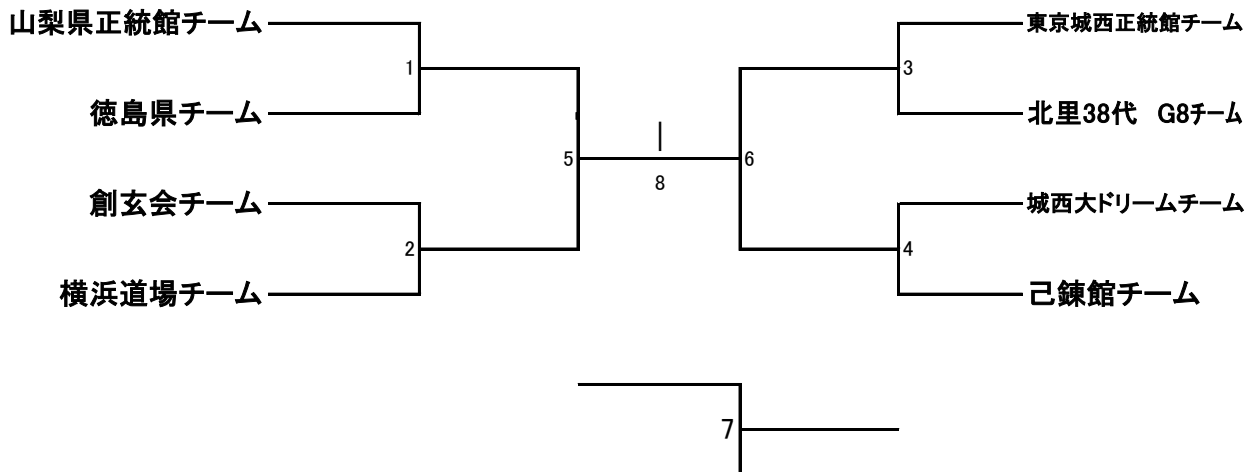 山梨県正統館チーム
1
徳島県チーム
創玄会チーム
2
横浜道場チーム
5
8
6
東京城西正統館チーム
3
北里38代　G8チーム
城西大ドリームチーム
4
己錬館チーム
7